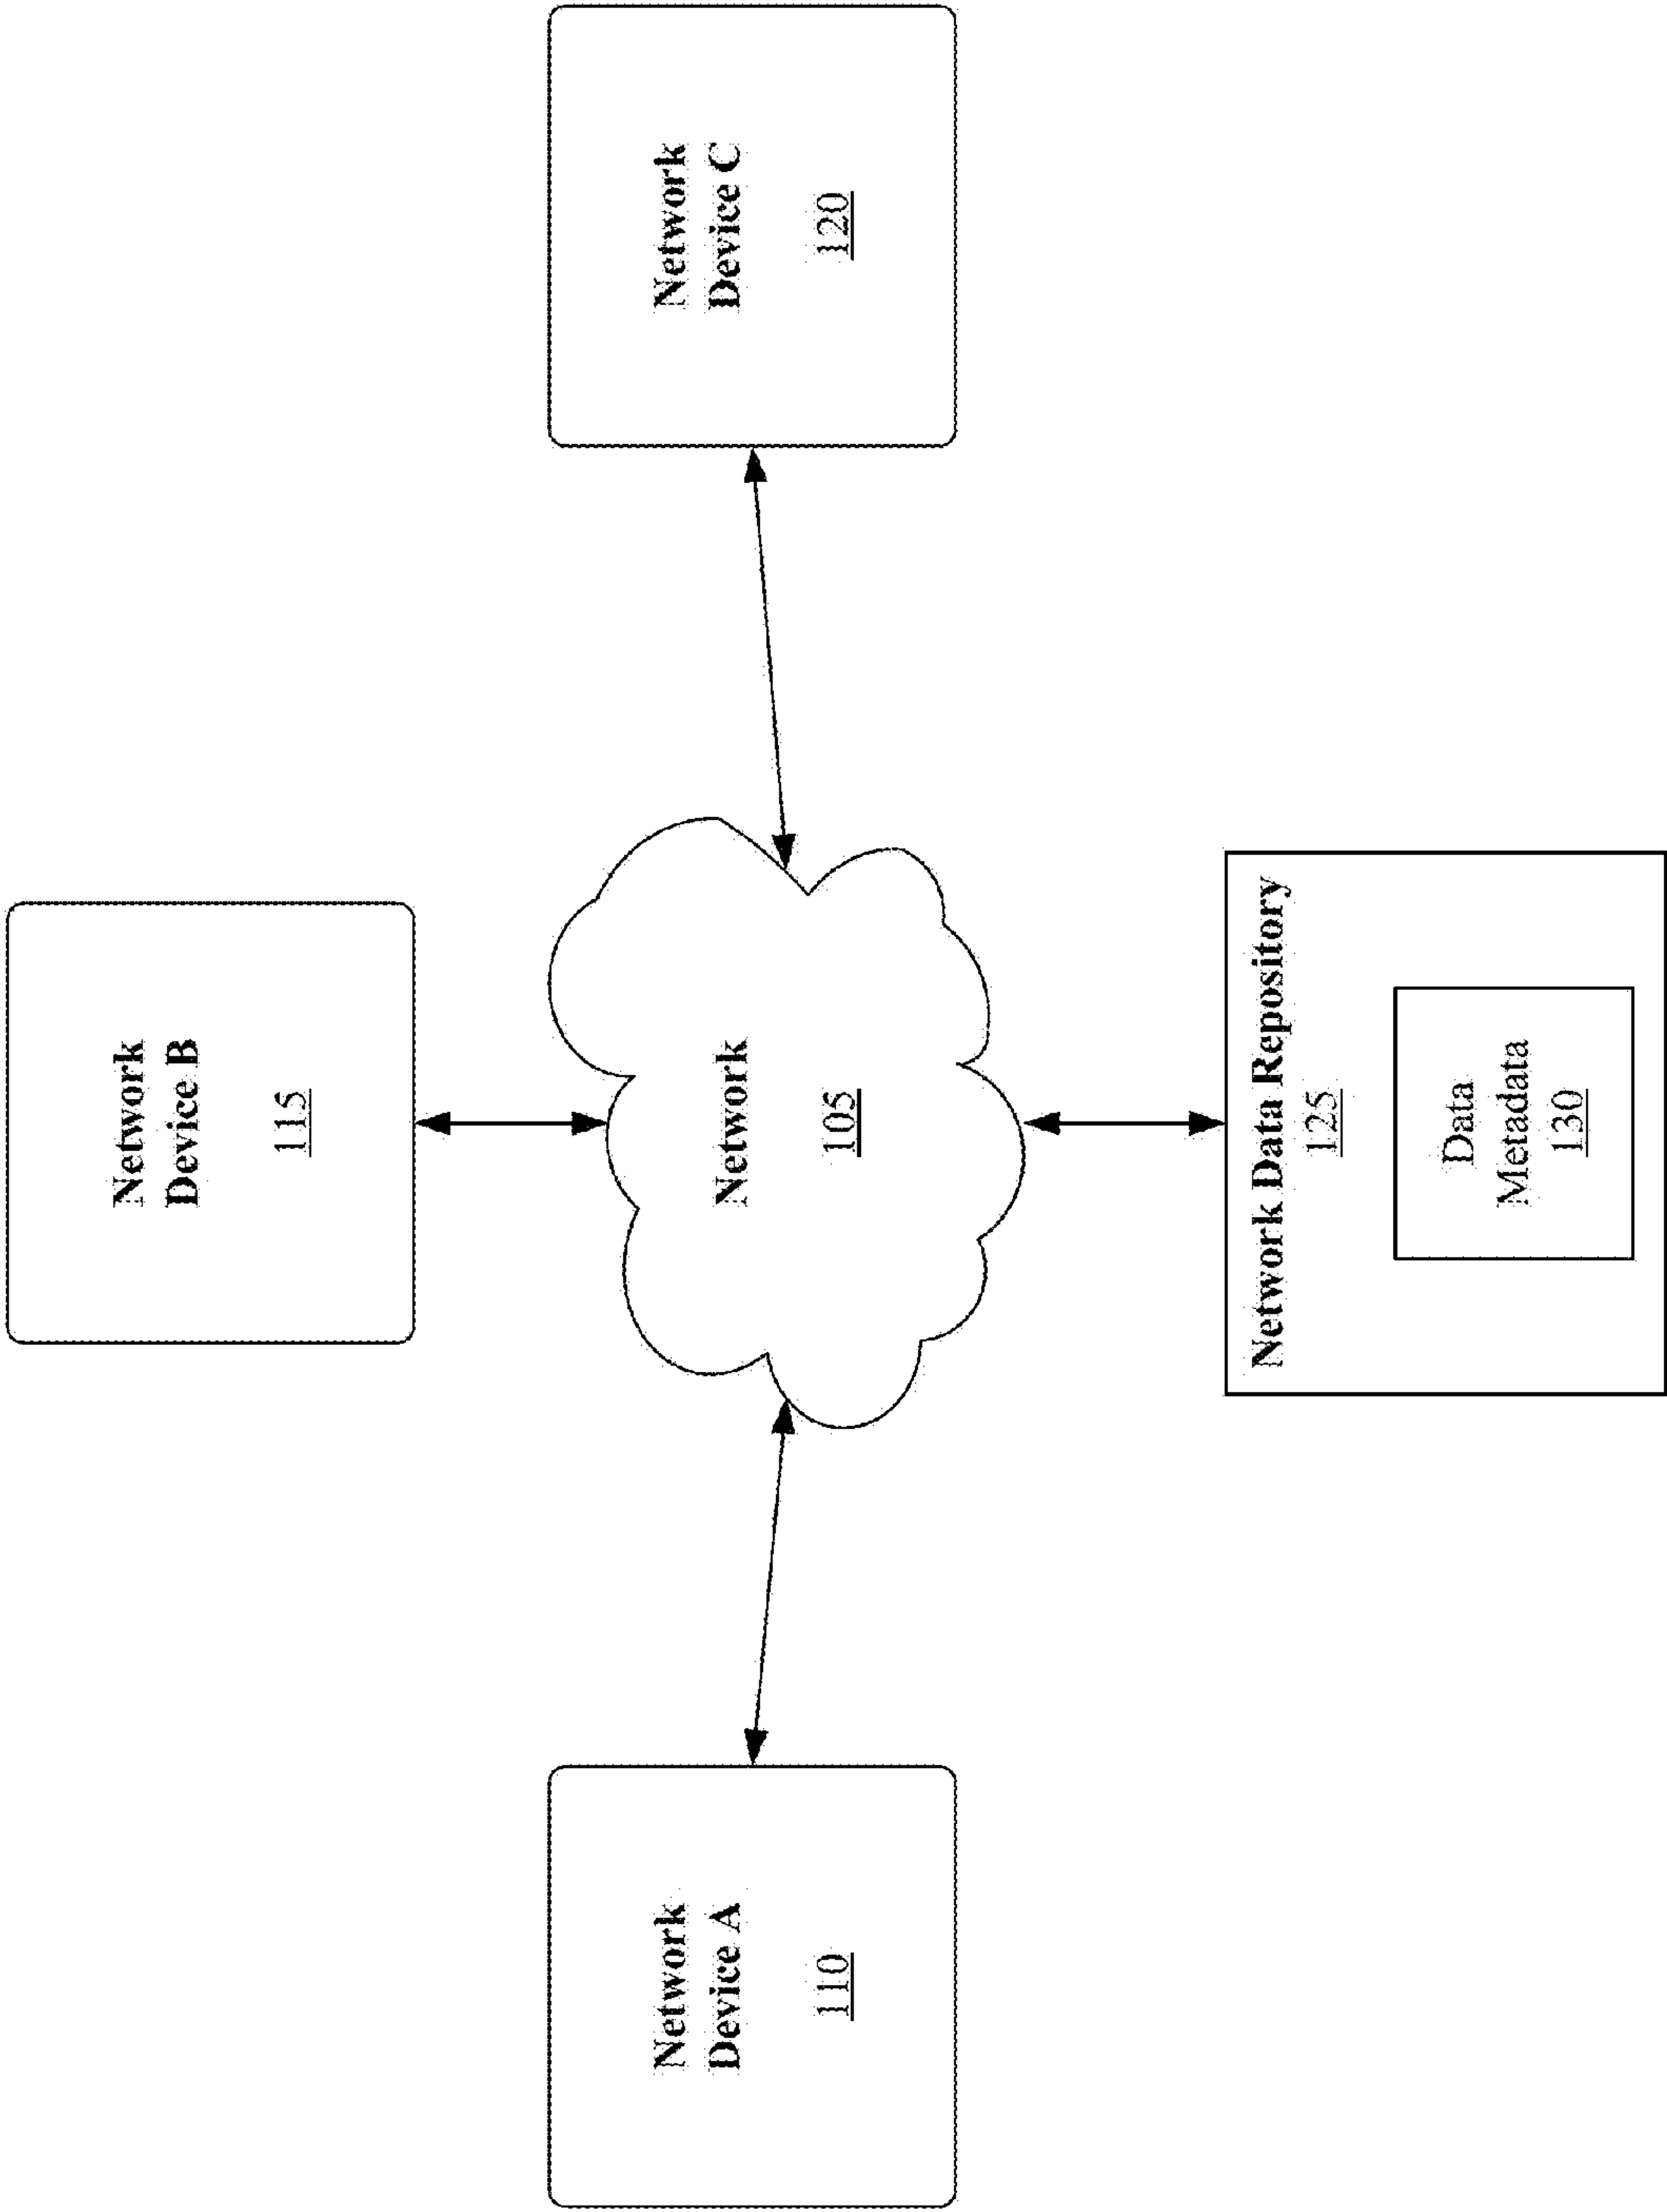 Network
Device B
115
Network
Device A
110
Network
105
Network
Device C
120
Network Data Repository
125
Data
Metadata
130